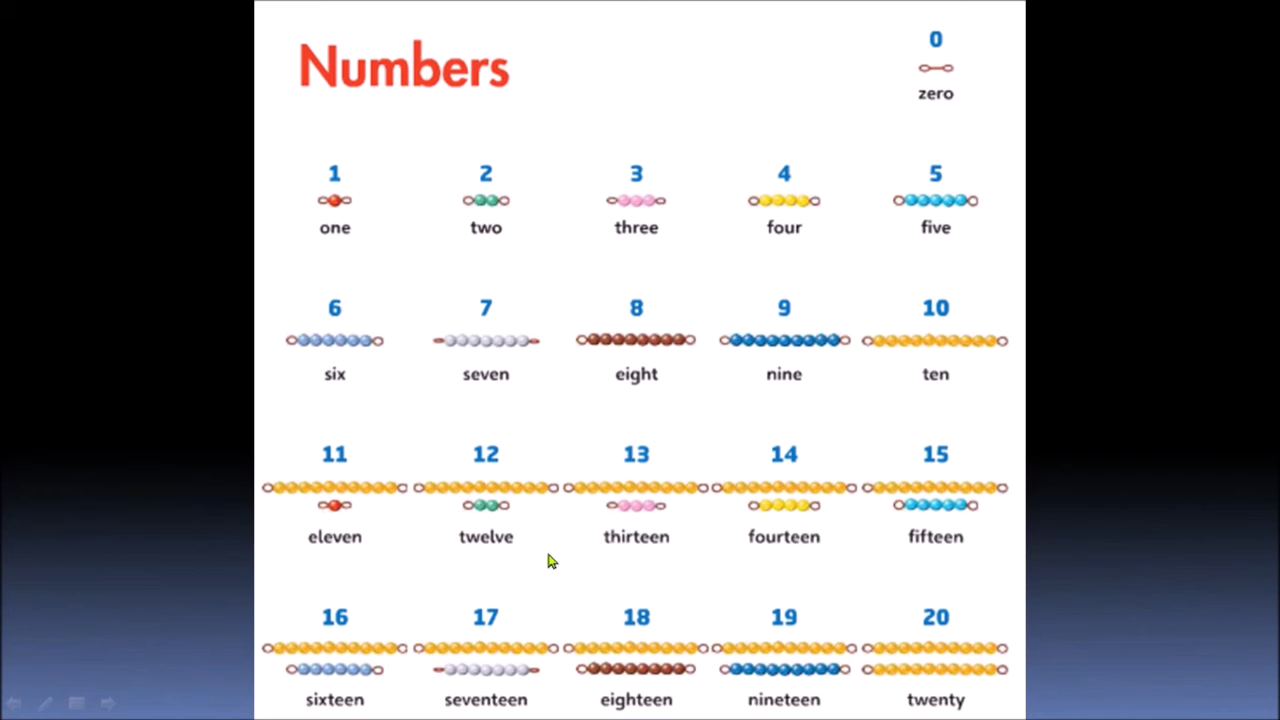 Numbers
0
zero
1 2 3 4 5
one two three four five
6 7 8 9 10
six seven eight nine ten
11 12 13 14 15
eleven twelve thirteen fourteen fifteen
16 17 18 19 20
sixteen seventeen eighteen nineteen twenty